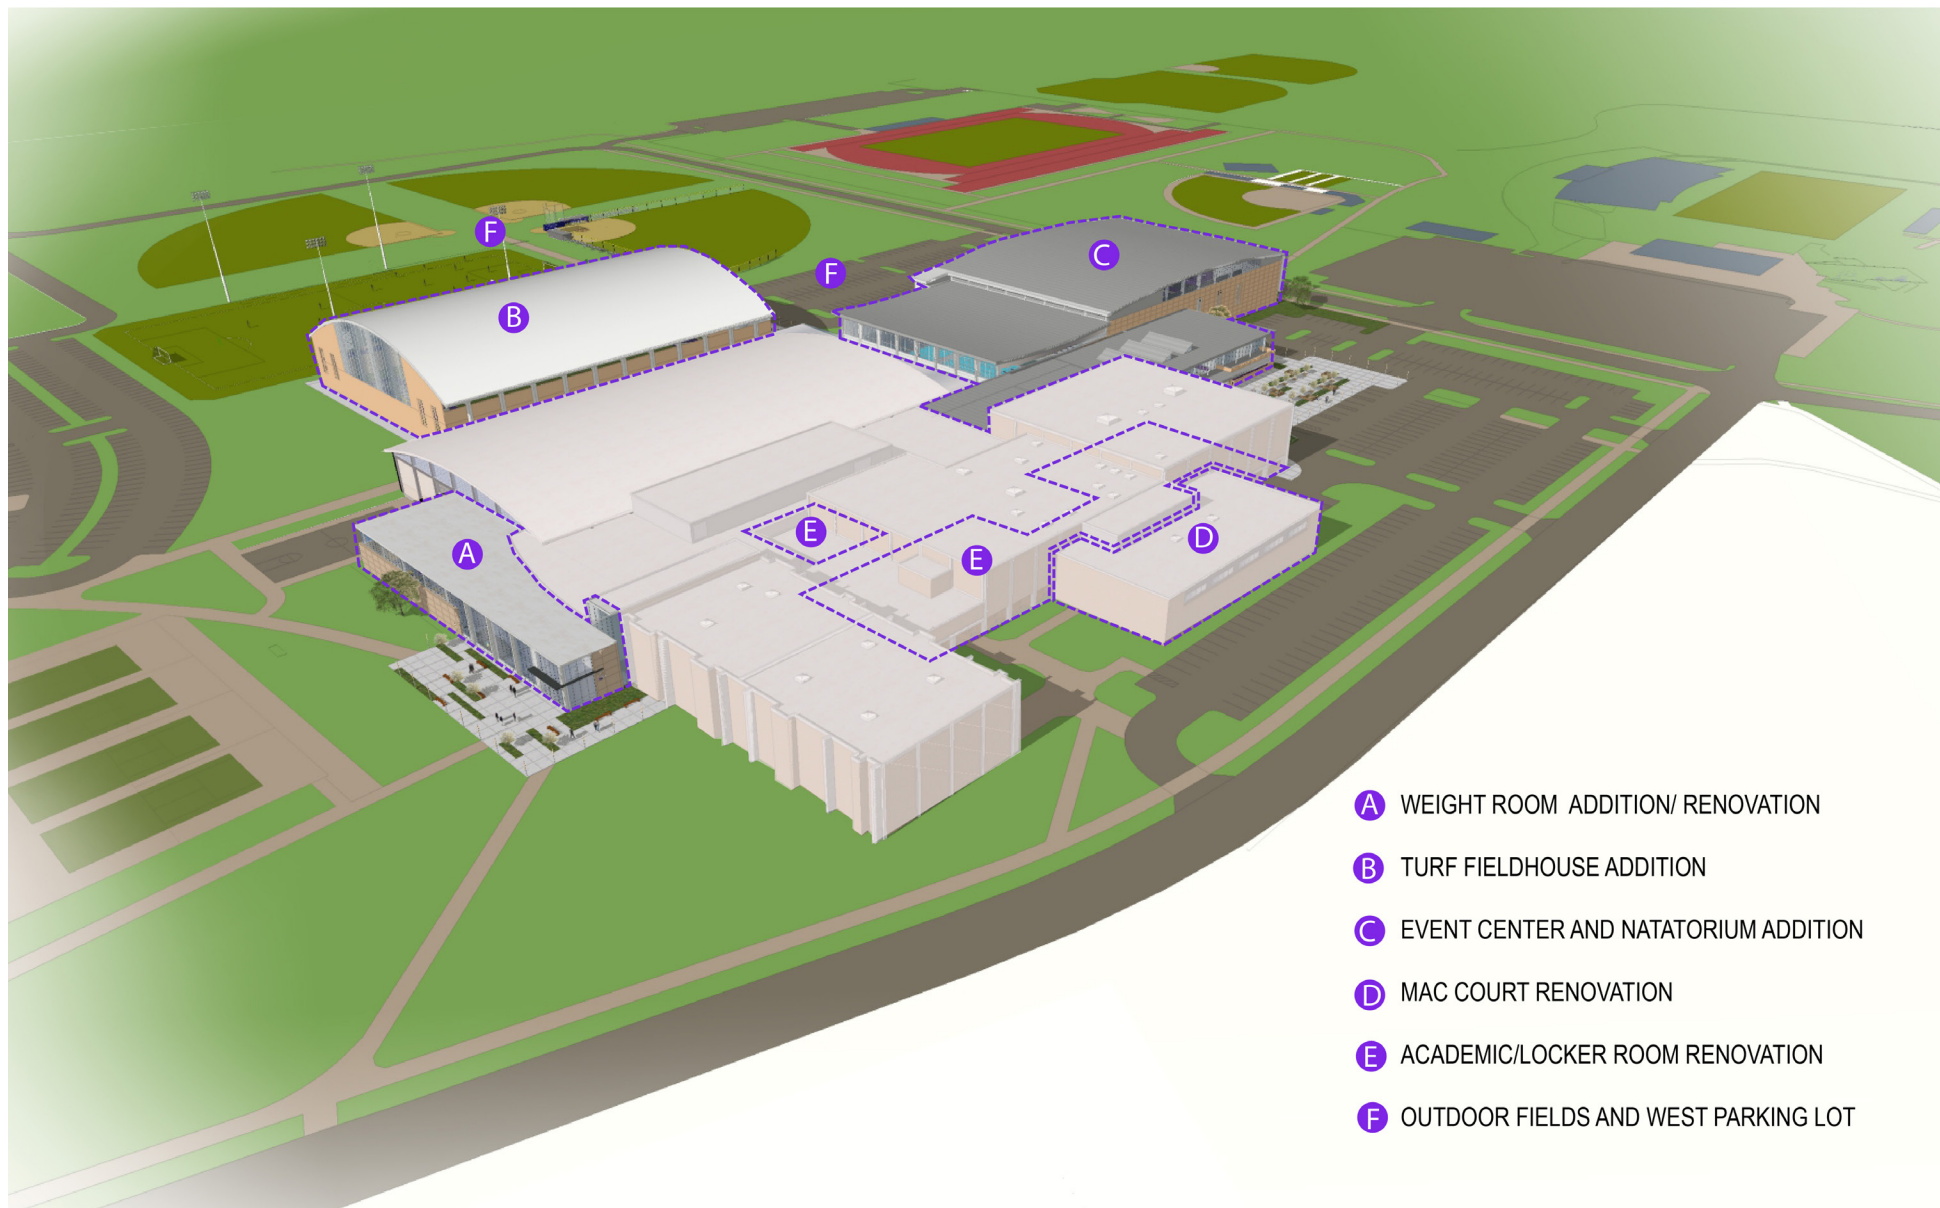 F
C
F
B
A
E
E
D
A WEIGHT ROOM ADDITION/ RENOVATION
B TURF FIELDHOUSE ADDITION
C EVENT CENTER AND NATATORIUM ADDITION
D MAC COURT RENOVATION
E ACADEMIC/LOCKER ROOM RENOVATION
F OUTDOOR FIELDS AND WEST PARKING LOT